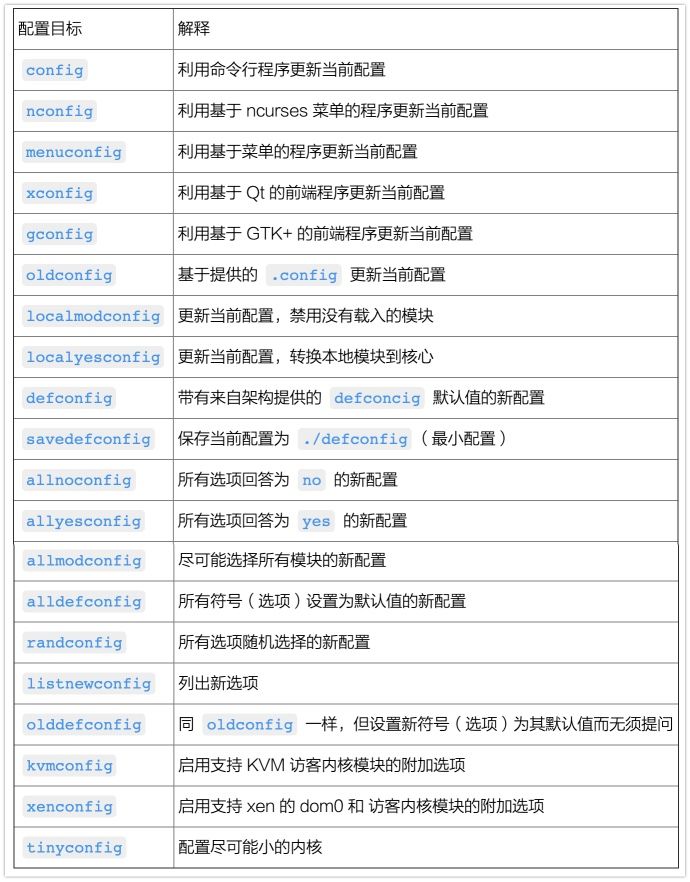 配置目标 解释
config 利用命令行程序更新当前配置
nconfig 利用基于 ncurses 菜单的程序更新当前配置
menuconfig 利用基于菜单的程序更新当前配置
xconfig 利用基于 Qt 的前端程序更新当前配置
gconfig 利用基于 GTK+ 的前端程序更新当前配置
oldconfig 基于提供的 .config 更新当前配置
localmodconfig 更新当前配置，禁用没有载入的模块
localyesconfig 更新当前配置，转换本地模块到核心
defconfig 带有来自架构提供的 defconcig 默认值的新配置
savedefconfig 保存当前配置为 ./defconfig（最小配置）
allnoconfig 所有选项回答为 no 的新配置
allyesconfig 所有选项回答为 yes 的新配置
allmodconfig 尽可能选择所有模块的新配置
alldefconfig 所有符号（选项）设置为默认值的新配置
randconfig 所有选项随机选择的新配置
listnewconfig 列出新选项
olddefconfig 同 oldconfig 一样，但设置新符号（选项）为其默认值而无须提问
kvmconfig 启用支持 KVM 访客内核模块的附加选项
xenconfig 启用支持 xen 的 dom0 和 访客内核模块的附加选项
tinyconfig 配置尽可能小的内核